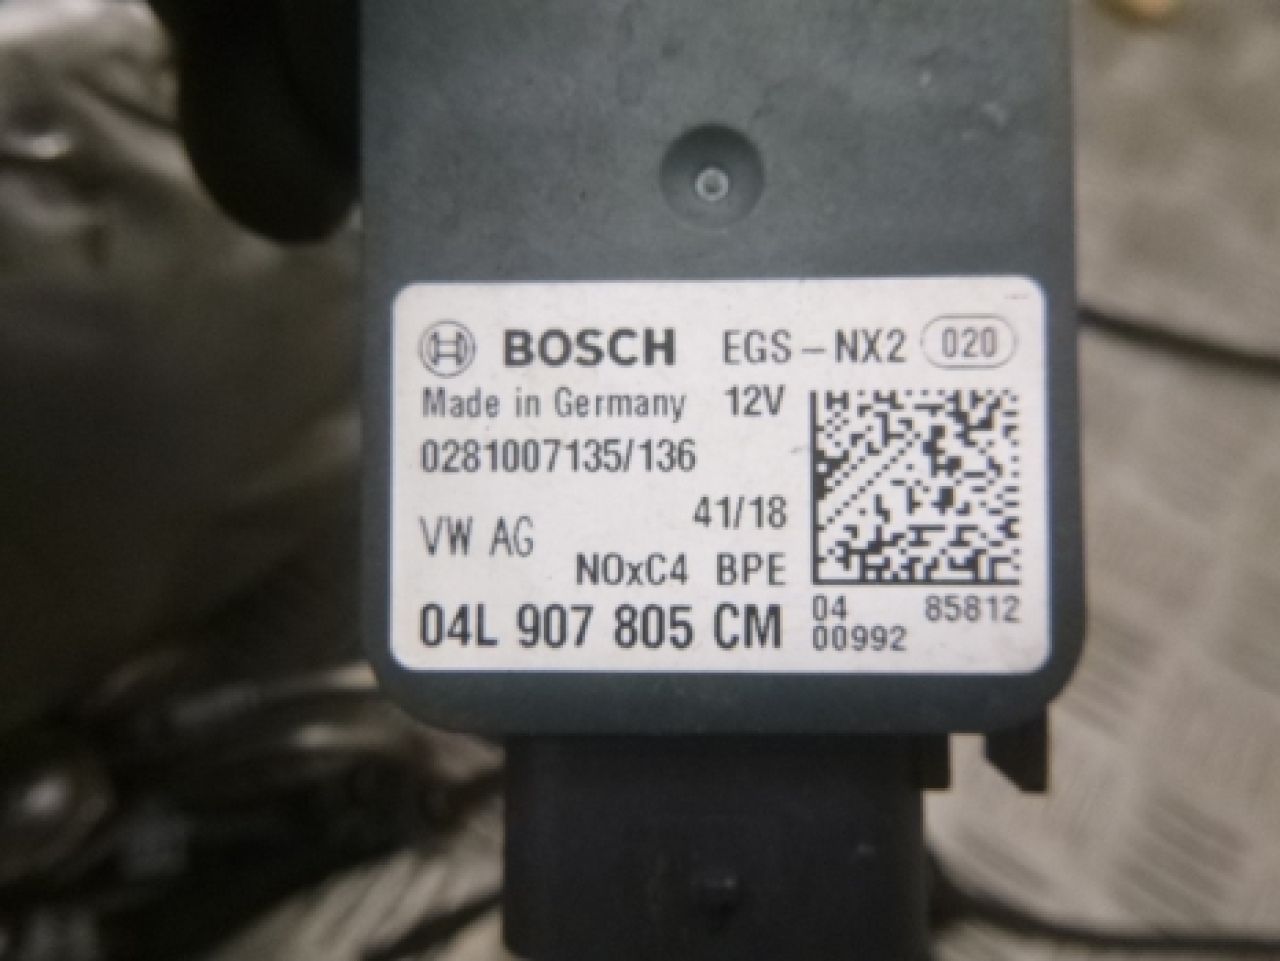 BOSCH EGS-NX2 020
Made in Germany 12V
0281007135/136
41/18
VW AG
NOxC4 BPE
04L 907 805 CM
04 85812
00992